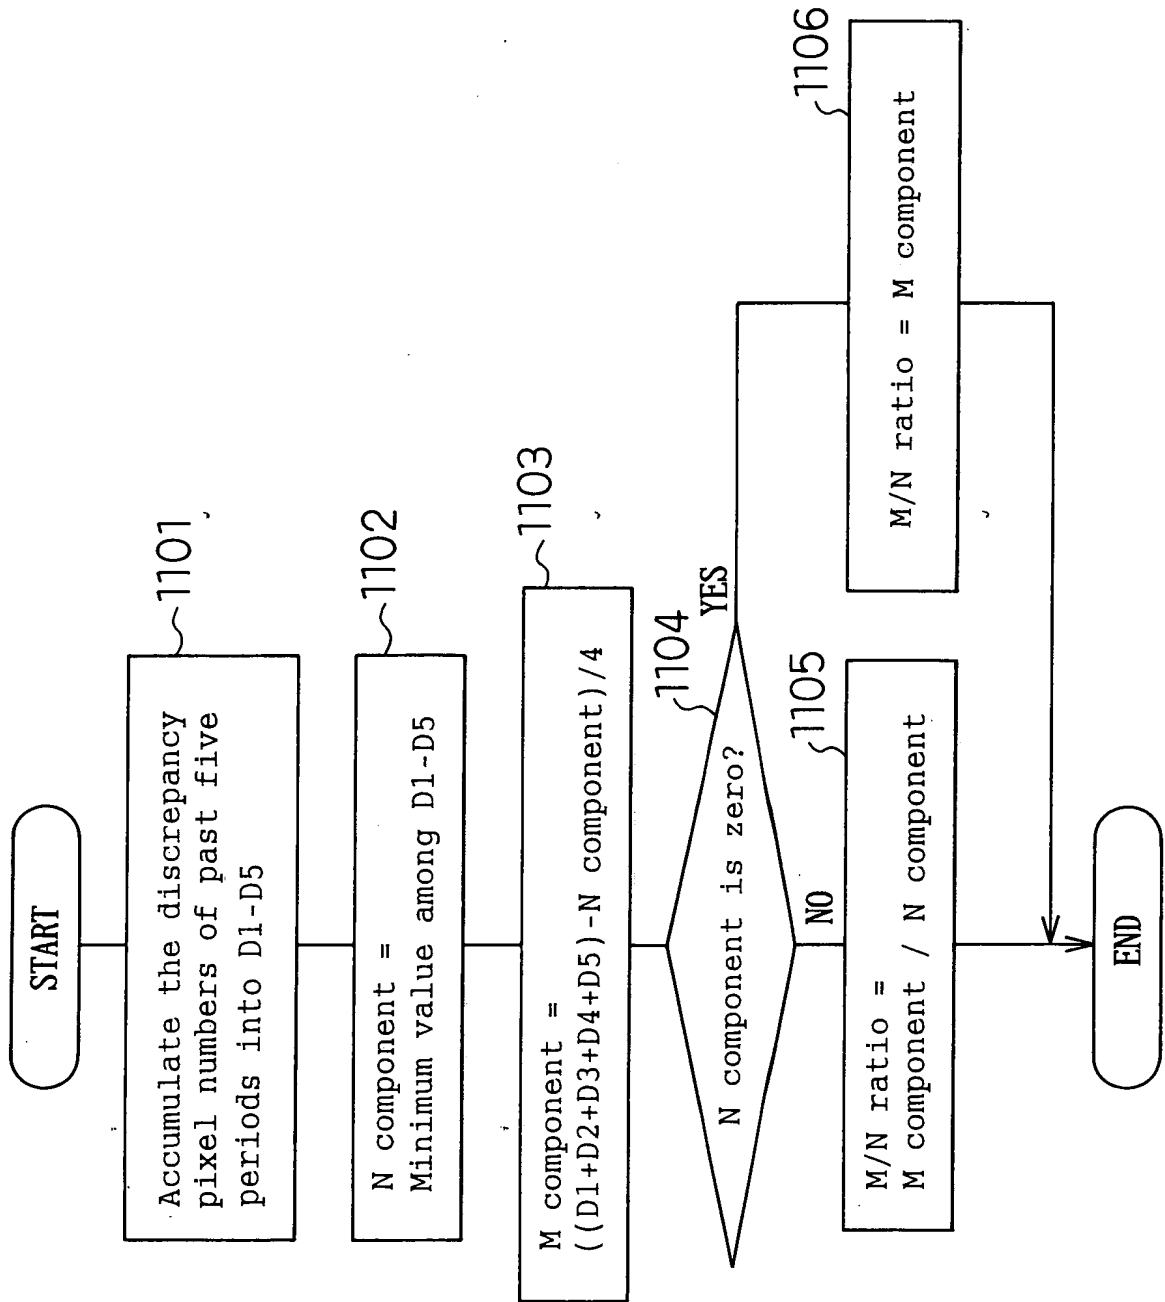 START
1101
Accumulate the discrepancy
pixel numbers of past five
periods into D1-D5
1102
N component =
Minimum value among D1-D5
1103
M component =
((D1+D2+D3+D4+D5)-N component)/4
1104
N component is zero?
YES
NO
1105
M/N ratio =
M component / N component
1106
M/N ratio = M component
END